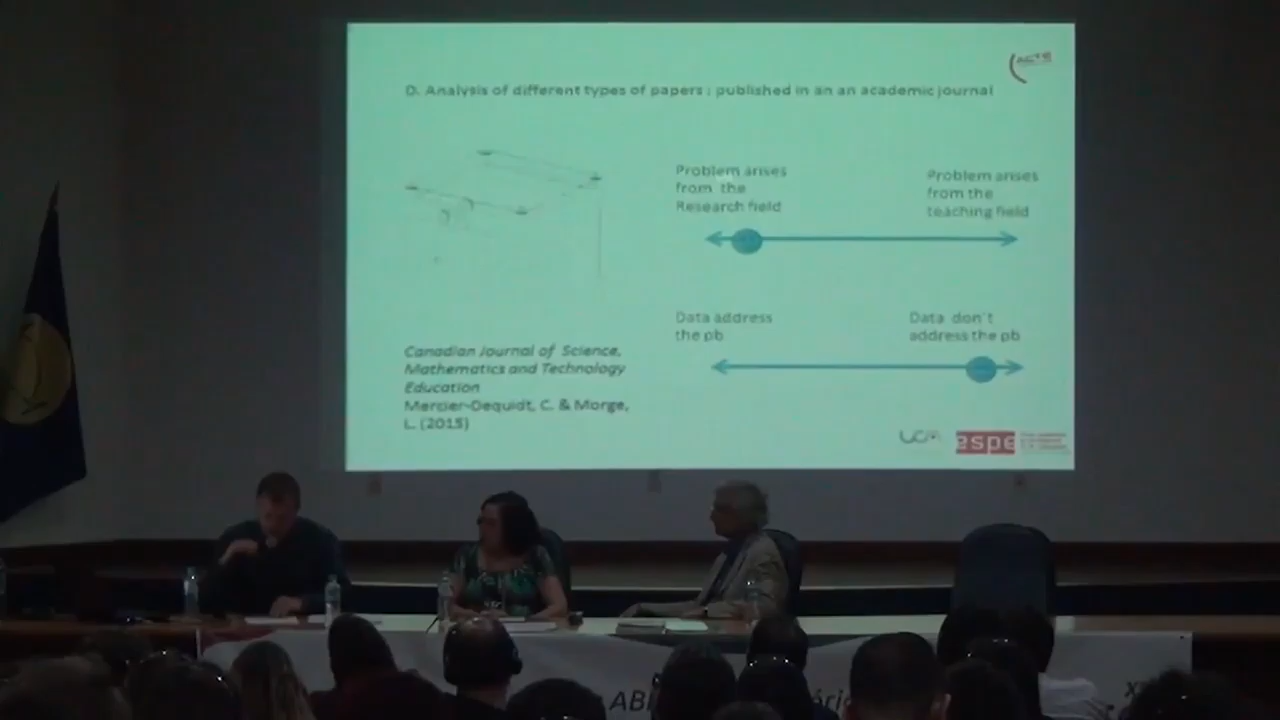 ACTE
D. Analysis of different types of papers : published in an an academic journal
Problem arises
from the
Research field
Problem arises
from the
teaching field
Data address
the pb
Data don't
address the pb
Canadian Journal of Science,
Mathematics and Technology
Education
Mercier-Dequidt, C. & Morge,
L. (2015)
espe